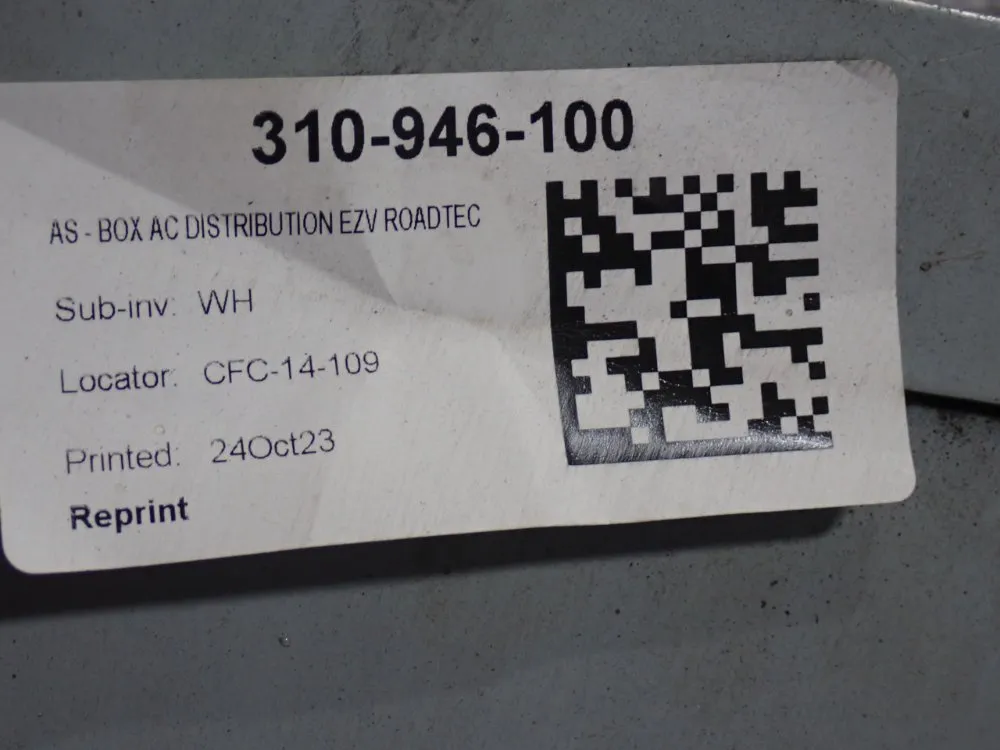 310-946-100
AS - BOX AC DISTRIBUTION EZV ROADTEC
Sub-inv: WH
Locator: CFC-14-109
Printed: 24Oct23
Reprint